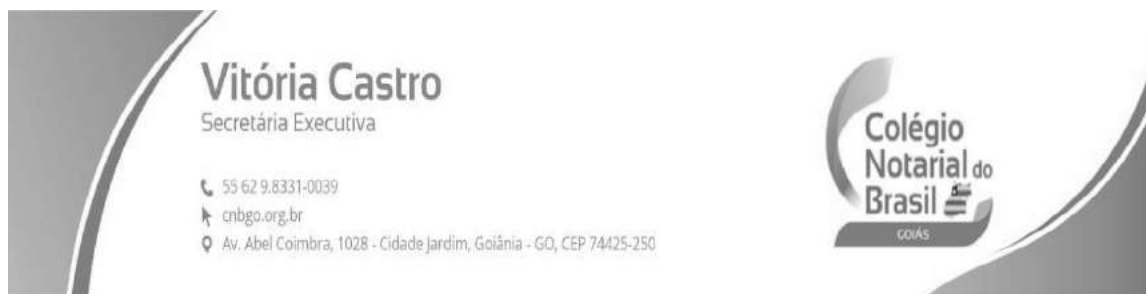 Vitória Castro
Secretária Executiva
55 62 9.8331-0039
cnbgo.org.br
Av. Abel Coimbra, 1028 - Cidade Jardim, Goiânia - GO, CEP 74425-250
Colégio
Notarial do
Brasil
GOIÁS